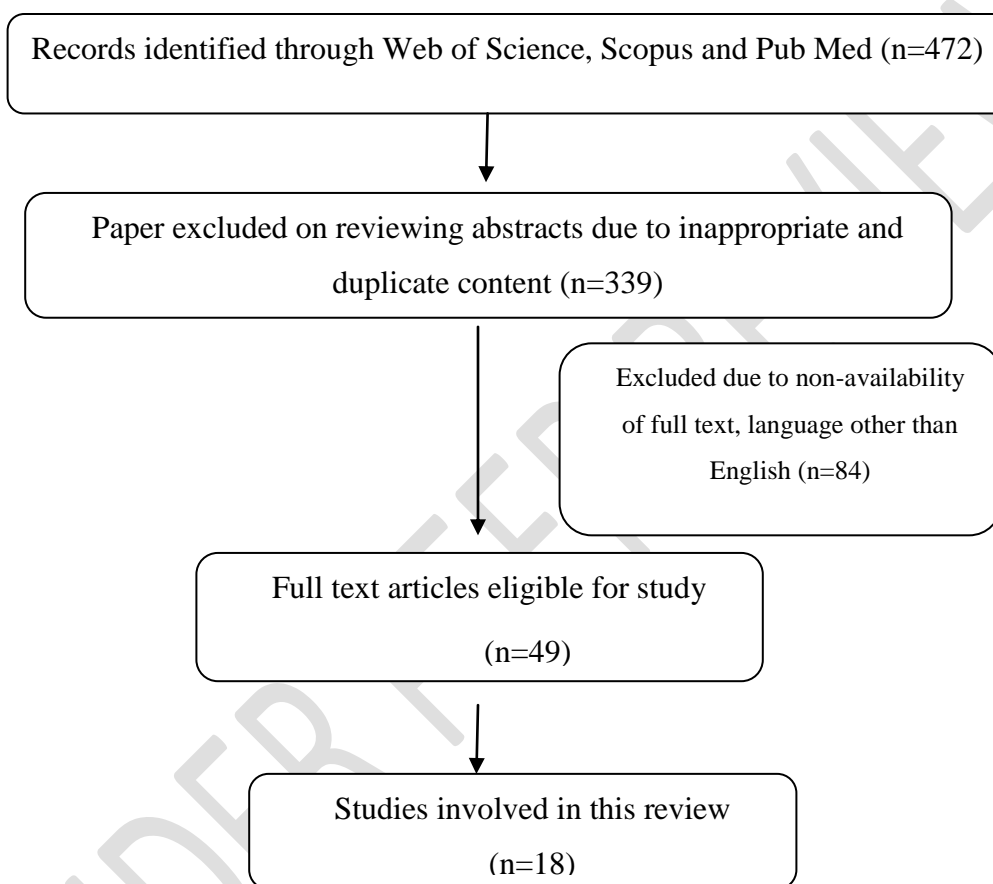 Records identified through Web of Science, Scopus and Pub Med (n=472)
Paper excluded on reviewing abstracts due to inappropriate and
duplicate content (n=339)
Excluded due to non-availability
of full text, language other than
English (n=84)
Full text articles eligible for study
(n=49)
Studies involved in this review
(n=18)